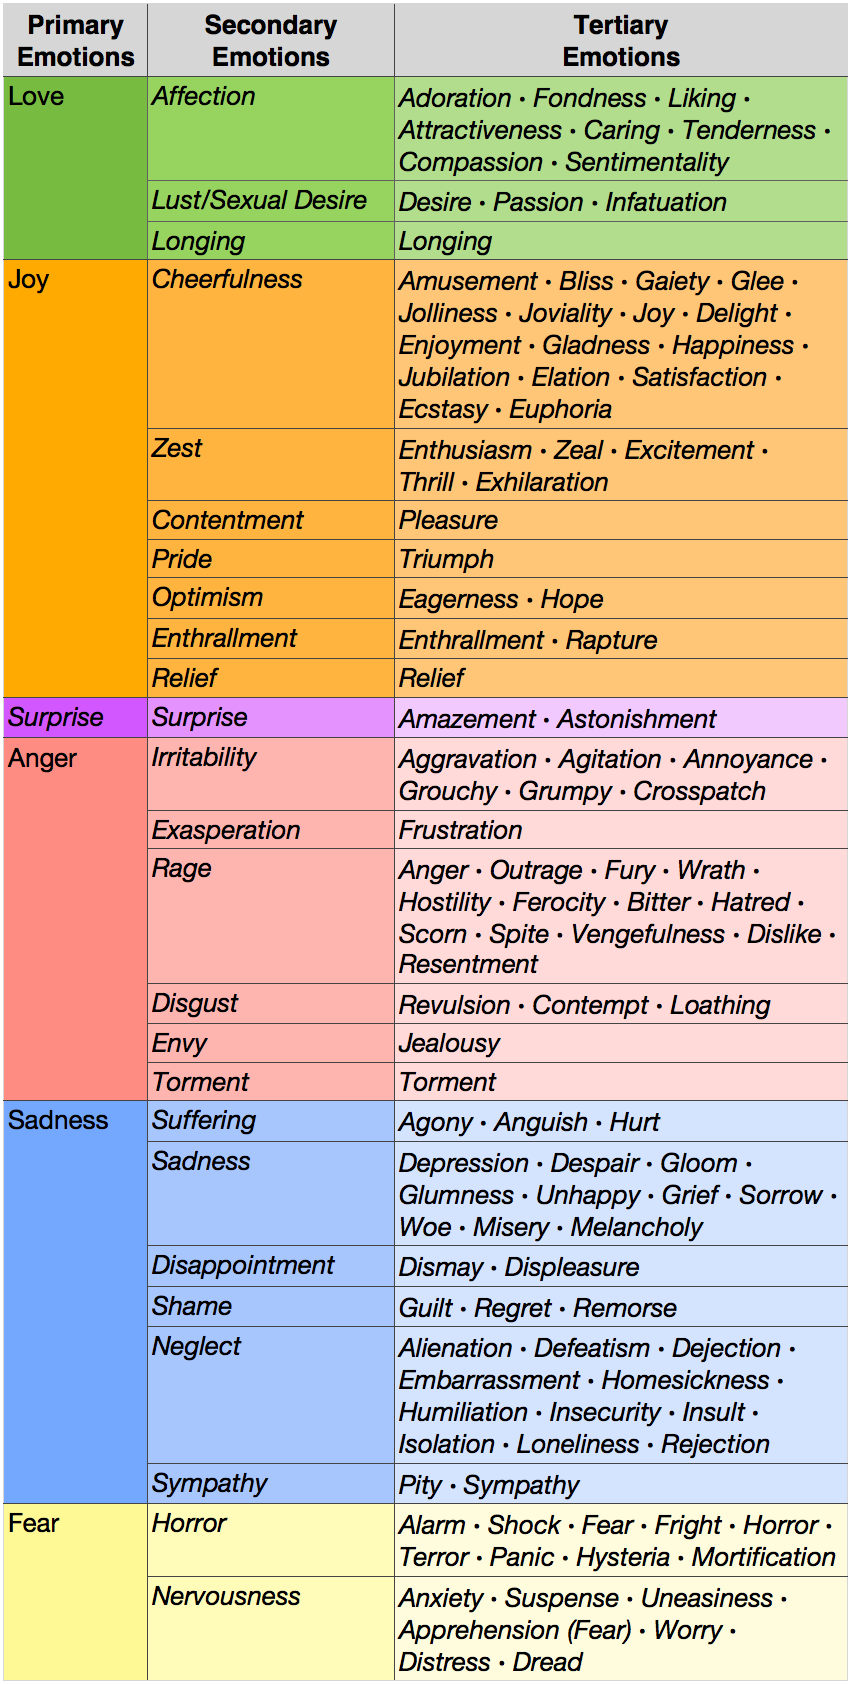 Primary Emotions
Secondary Emotions
Tertiary Emotions
Love
Affection
Adoration · Fondness · Liking ·
Attractiveness · Caring · Tenderness ·
Compassion · Sentimentality
Lust/Sexual Desire
Desire · Passion · Infatuation
Longing
Longing
Joy
Cheerfulness
Amusement · Bliss · Gaiety · Glee ·
Jolliness · Joviality · Joy · Delight ·
Enjoyment · Gladness · Happiness ·
Jubilation · Elation · Satisfaction ·
Ecstasy · Euphoria
Zest
Enthusiasm · Zeal · Excitement ·
Thrill · Exhilaration
Contentment
Pleasure
Pride
Triumph
Optimism
Eagerness · Hope
Enthrallment
Enthrallment · Rapture
Relief
Relief
Surprise
Surprise
Amazement · Astonishment
Anger
Irritability
Aggravation · Agitation · Annoyance ·
Grouchy · Grumpy · Crosspatch
Exasperation
Frustration
Rage
Anger · Outrage · Fury · Wrath ·
Hostility · Ferocity · Bitter · Hatred ·
Scorn · Spite · Vengefulness · Dislike ·
Resentment
Disgust
Revulsion · Contempt · Loathing
Envy
Jealousy
Torment
Torment
Sadness
Suffering
Agony · Anguish · Hurt
Sadness
Depression · Despair · Gloom ·
Glumness · Unhappy · Grief · Sorrow ·
Woe · Misery · Melancholy
Disappointment
Dismay · Displeasure
Shame
Guilt · Regret · Remorse
Neglect
Alienation · Defeatism · Dejection ·
Embarrassment · Homesickness ·
Humiliation · Insecurity · Insult ·
Isolation · Loneliness · Rejection
Sympathy
Pity · Sympathy
Fear
Horror
Alarm · Shock · Fear · Fright · Horror ·
Terror · Panic · Hysteria · Mortification
Nervousness
Anxiety · Suspense · Uneasiness ·
Apprehension (Fear) · Worry ·
Distress · Dread